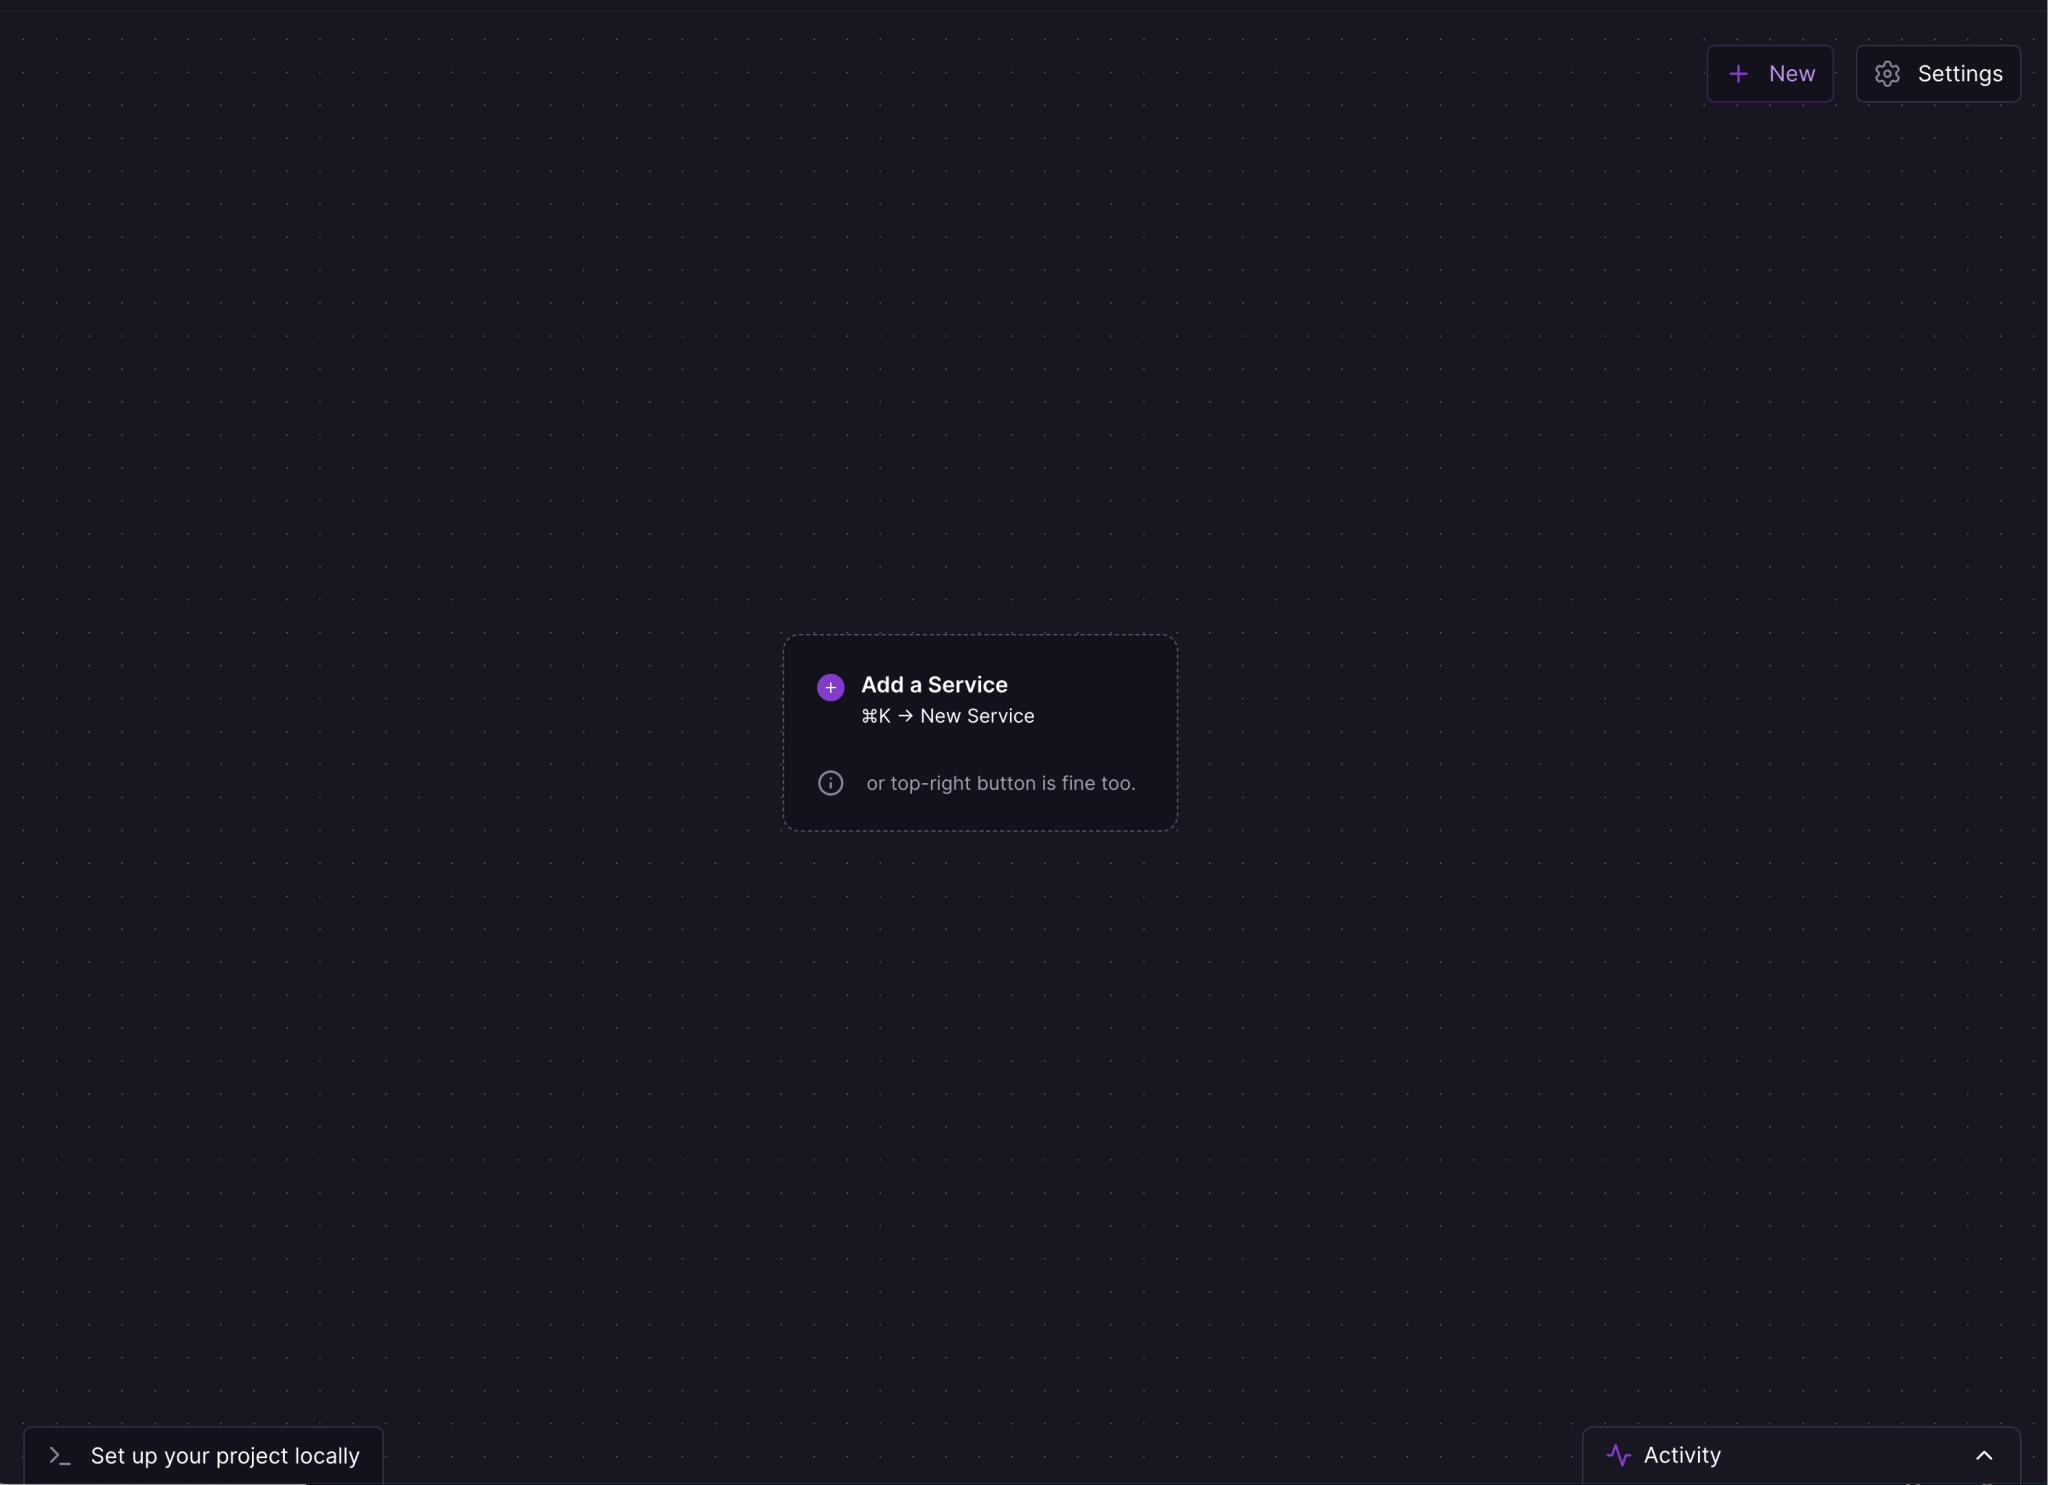 New
Settings
Add a Service
⌘K → New Service
or top-right button is fine too.
Set up your project locally
Activity